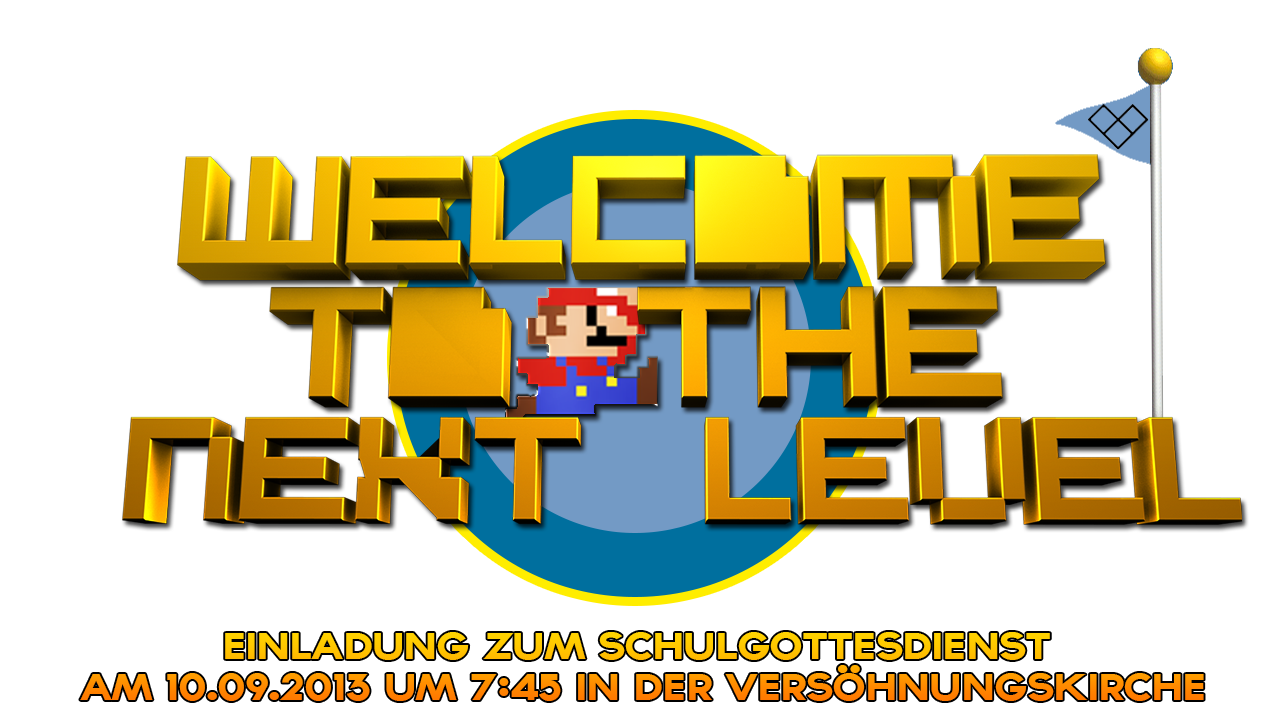 WELCOME
TO THE
NEXT LEVEL
EINLADUNG ZUM SCHULGOTTESDIENST
AM 10.09.2013 UM 7:45 IN DER VERSÖHNUNGSKIRCHE